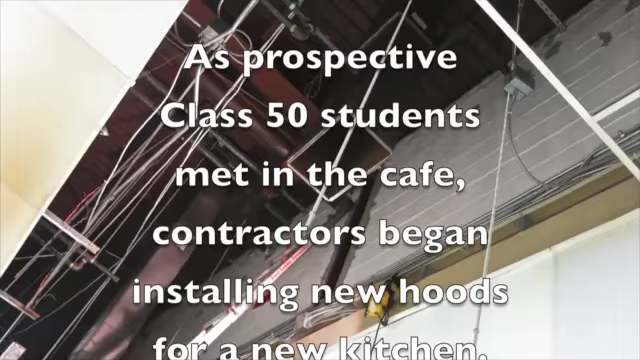 As prospective
Class 50 students
met in the cafe,
contractors began
installing new hoods
for a new kitchen.